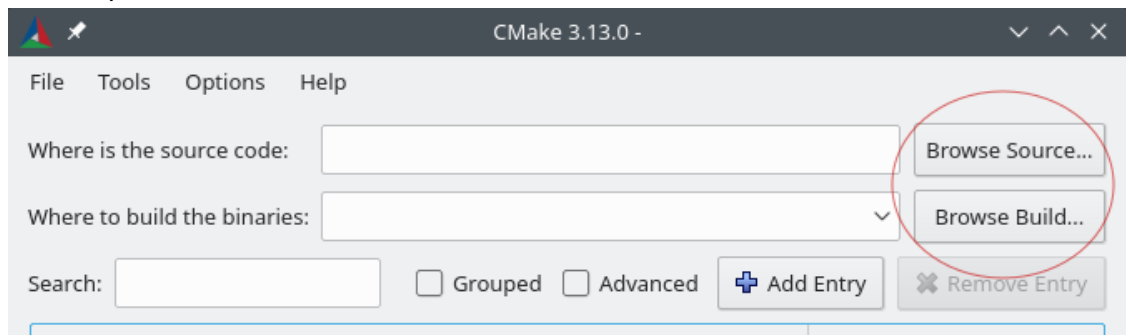 CMake 3.13.0 -
File Tools Options Help
Where is the source code: Browse Source...
Where to build the binaries: Browse Build...
Search: Grouped Advanced Add Entry Remove Entry